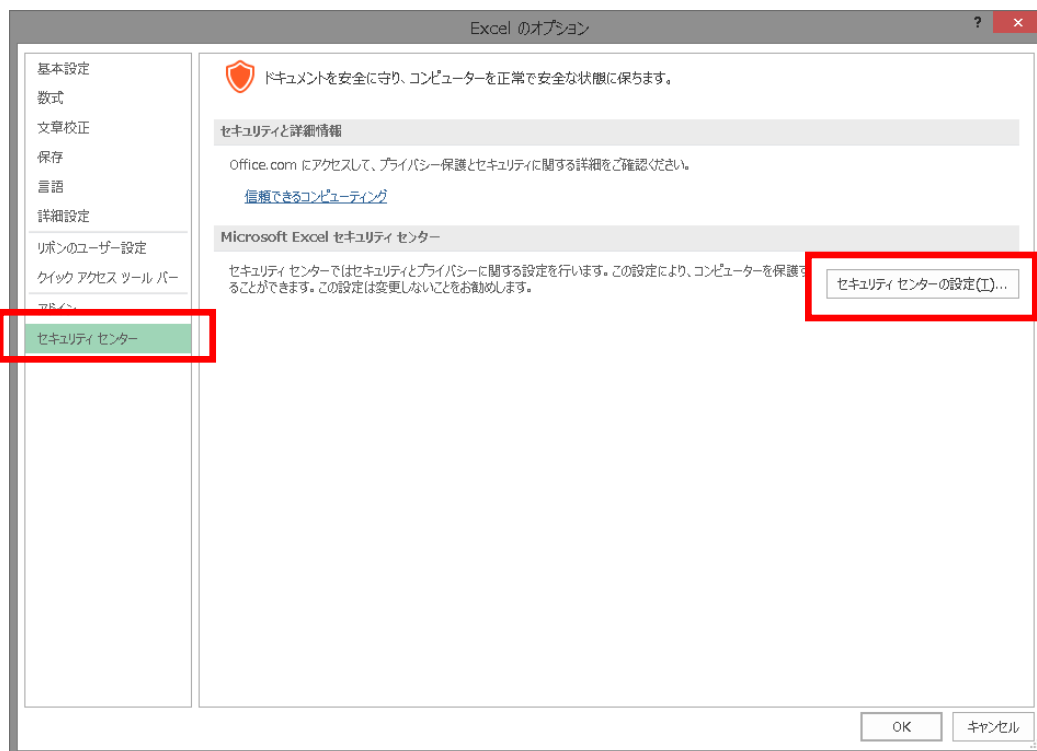 Excel のオプション
?
×
基本設定
数式
文章校正
保存
言語
詳細設定
リボンのユーザー設定
クイック アクセス ツール バー
アドイン
セキュリティ センター
ドキュメントを安全に守り、コンピューターを正常で安全な状態に保ちます。
セキュリティと詳細情報
Office.com にアクセスして、プライバシー保護とセキュリティに関する詳細をご確認ください。
信頼できるコンピューティング
Microsoft Excel セキュリティ センター
セキュリティ センターではセキュリティとプライバシーに関する設定を行います。この設定により、コンピューターを保護す
ることができます。この設定は変更しないことをお勧めします。
セキュリティ センターの設定(T)...
OK
キャンセル